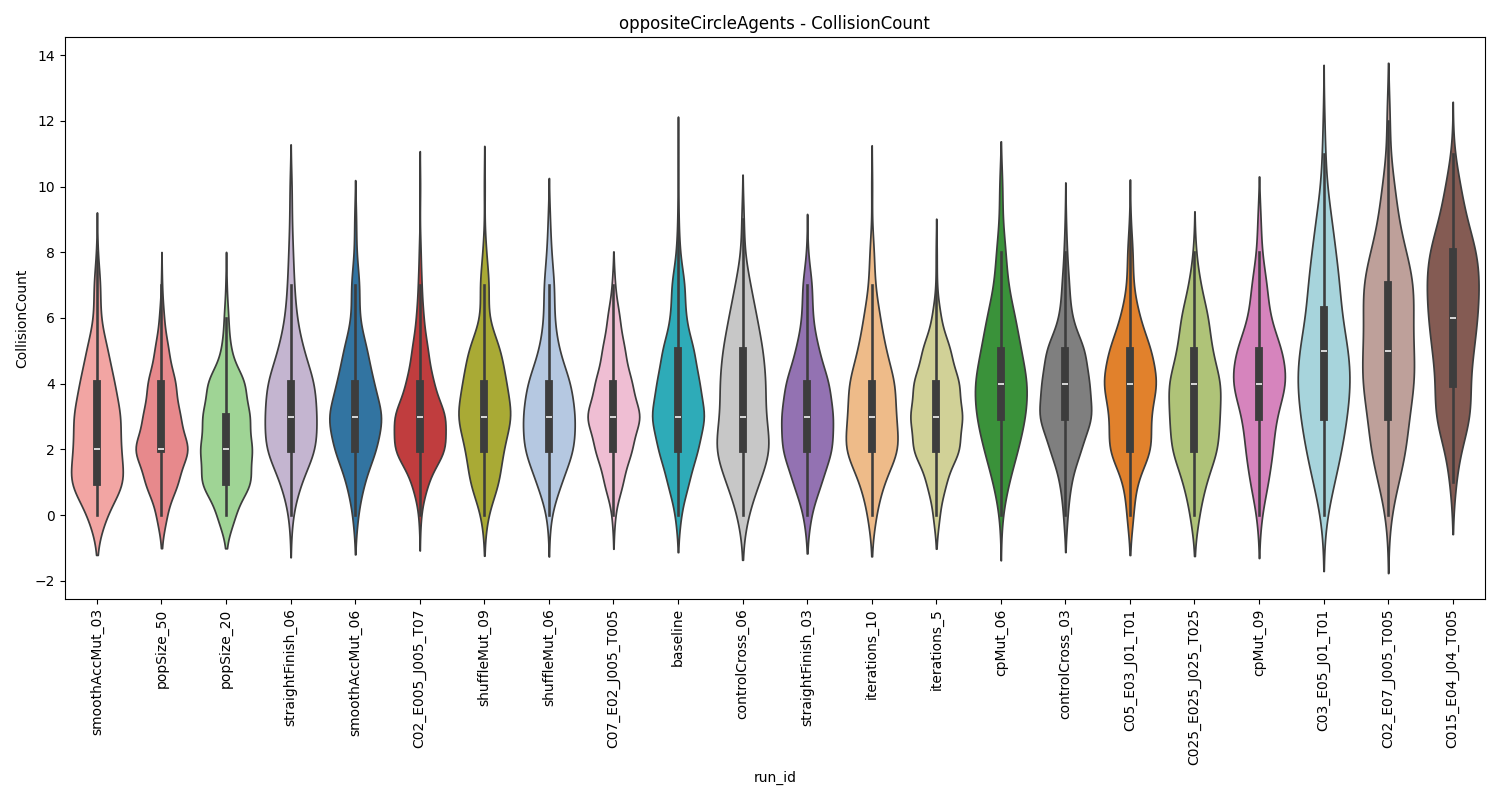 oppositeCircleAgents - CollisionCount
CollisionCount
14
12
10
8
6
4
2
0
−2
smoothAccMut_03
popSize_50
popSize_20
straightFinish_06
smoothAccMut_06
C02_E005_J005_T07
shuffleMut_09
shuffleMut_06
C07_E02_J005_T005
baseline
controlCross_06
straightFinish_03
iterations_10
iterations_5
cpMut_06
controlCross_03
C05_E03_J01_T01
C025_E025_J025_T025
cpMut_09
C03_E05_J01_T01
C02_E07_J005_T005
C015_E04_J04_T005
run_id